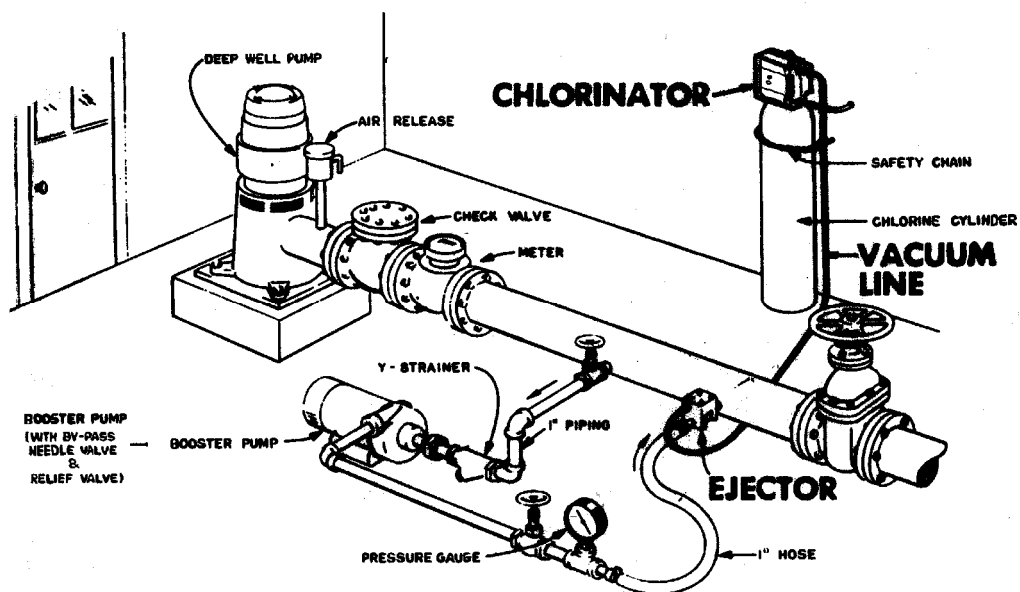 DEEP WELL PUMP
AIR RELEASE
CHLORINATOR
SAFETY CHAIN
CHECK VALVE
CHLORINE CYLINDER
METER
VACUUM
LINE
Y - STRAINER
1" PIPING
BOOSTER PUMP
(WITH BY-PASS
NEEDLE VALVE
&
RELIEF VALVE)
BOOSTER PUMP
EJECTOR
PRESSURE GAUGE
1" HOSE